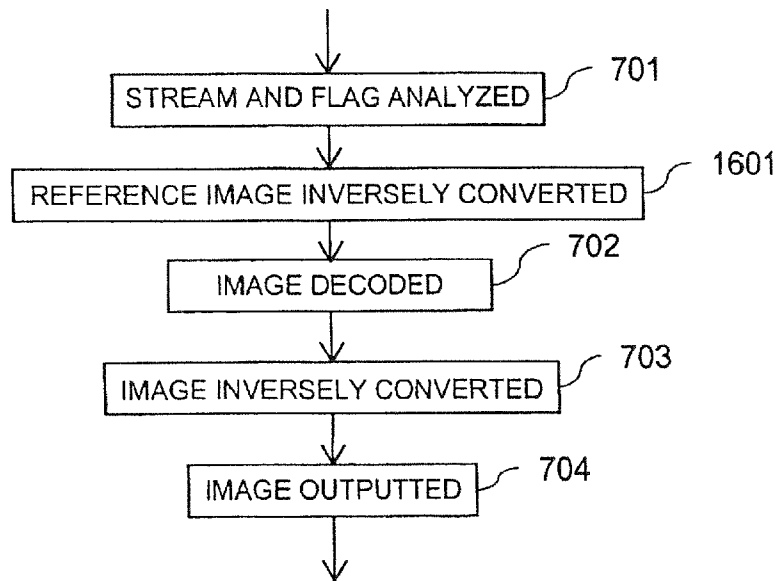 701
STREAM AND FLAG ANALYZED
1601
REFERENCE IMAGE INVERSELY CONVERTED
702
IMAGE DECODED
703
IMAGE INVERSELY CONVERTED
704
IMAGE OUTPUTTED